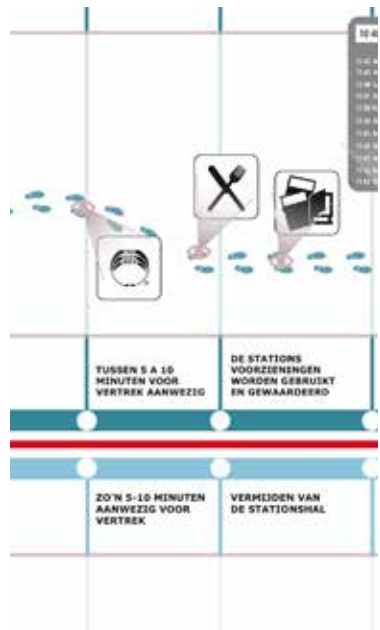 TUSSEN 5 A 10
MINUTEN VOOR
VERTREK AANWEZIG
DE STATIONS
VOORZIENINGEN
WORDEN GEBRUIKT
EN GEWAARDEERD
ZO'N 5-10 MINUTEN
AANWEZIG VOOR
VERTREK
VERMIJDEN VAN
DE STATIONSHAL